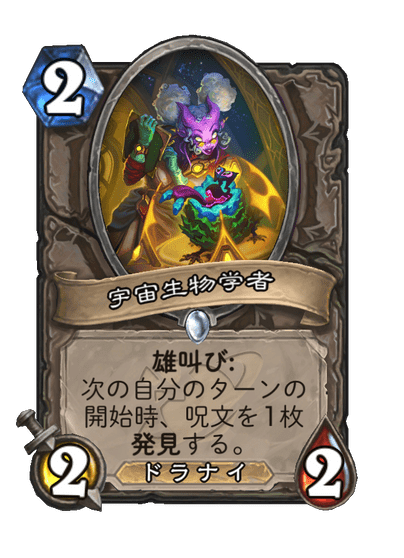 2
宇宙生物学者
雄叫び:
次の自分のターンの
開始時、呪文を1枚
発見する。
ドラナイ
2
2